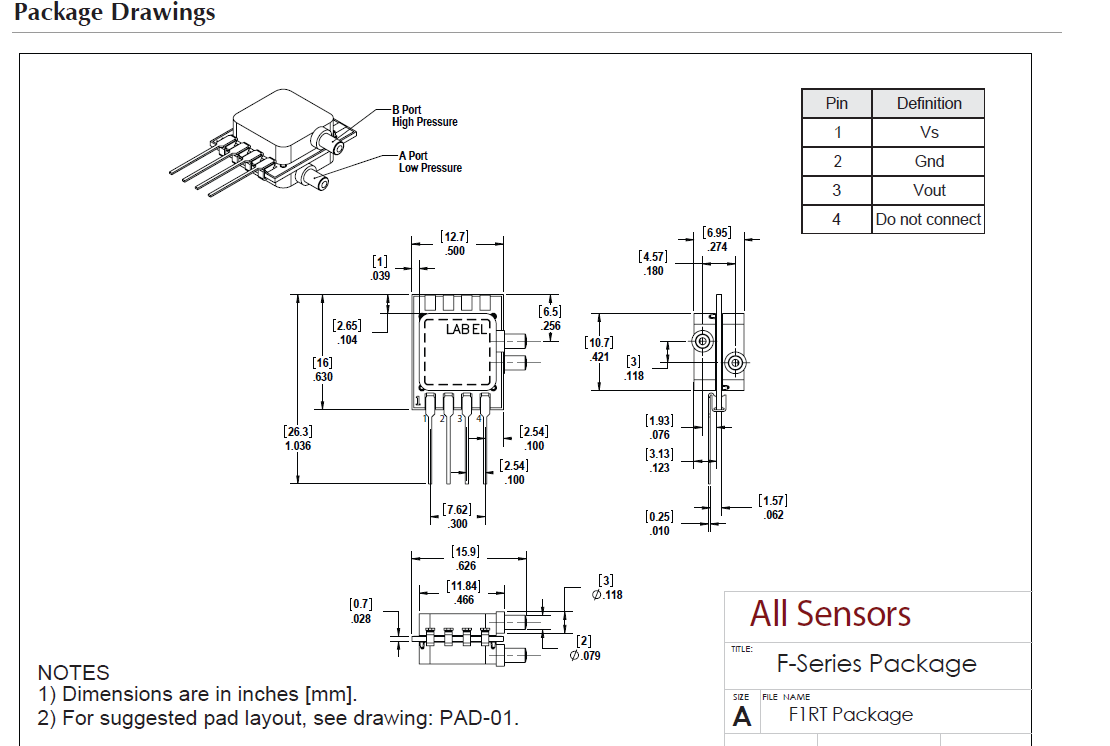 Package Drawings
B Port
High Pressure
A Port
Low Pressure
Pin Definition
1 Vs
2 Gnd
3 Vout
4 Do not connect
[12.7]
.500
[1]
.039
[2.65]
.104
[16]
.630
[26.3]
1.036
LABEL
1
1 2 3 4
[6.5]
.256
[2.54]
.100
[2.54]
.100
[7.62]
.300
[6.95]
.274
[4.57]
.180
[10.7]
.421
[3]
.118
[1.93]
.076
[3.13]
.123
[1.57]
.062
[0.25]
.010
[15.9]
.626
[11.84]
.466
[0.7]
.028
[3]
∅.118
[2]
∅.079
NOTES
1) Dimensions are in inches [mm].
2) For suggested pad layout, see drawing: PAD-01.
All Sensors
TITLE:
F-Series Package
SIZE FILE NAME
A F1RT Package